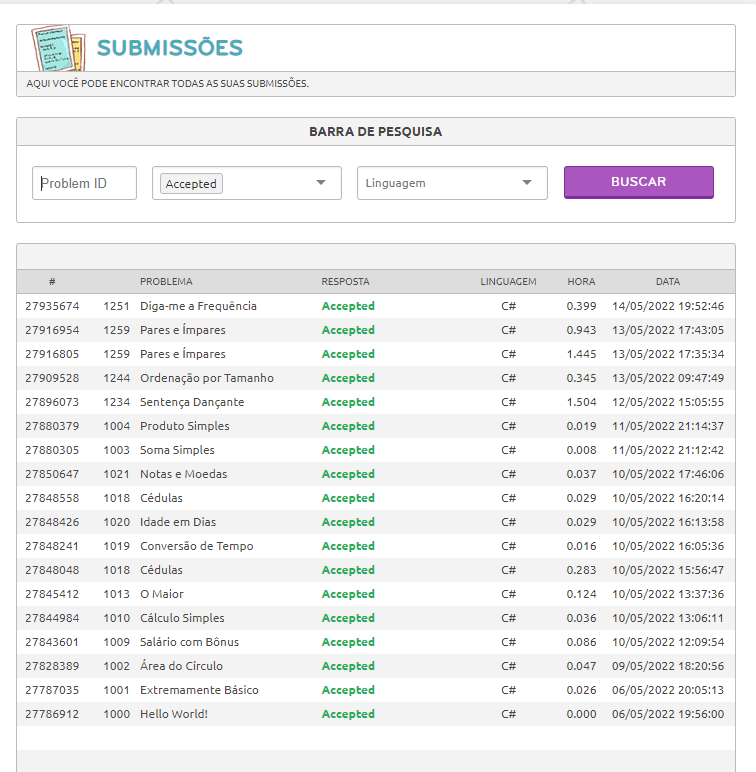 SUBMISSÕES
AQUI VOCÊ PODE ENCONTRAR TODAS AS SUAS SUBMISSÕES.
BARRA DE PESQUISA
Problem ID Accepted Linguagem BUSCAR
# PROBLEMA RESPOSTA LINGUAGEM HORA DATA
27935674 1251 Diga-me a Frequência Accepted C# 0.399 14/05/2022 19:52:46
27916954 1259 Pares e Ímpares Accepted C# 0.943 13/05/2022 17:43:05
27916805 1259 Pares e Ímpares Accepted C# 1.445 13/05/2022 17:35:34
27909528 1244 Ordenação por Tamanho Accepted C# 0.345 13/05/2022 09:47:49
27896073 1234 Sentença Dançante Accepted C# 1.504 12/05/2022 15:05:55
27880379 1004 Produto Simples Accepted C# 0.019 11/05/2022 21:14:37
27880305 1003 Soma Simples Accepted C# 0.008 11/05/2022 21:12:42
27850647 1021 Notas e Moedas Accepted C# 0.037 10/05/2022 17:46:06
27848558 1018 Cédulas Accepted C# 0.029 10/05/2022 16:20:14
27848426 1020 Idade em Dias Accepted C# 0.029 10/05/2022 16:13:58
27848241 1019 Conversão de Tempo Accepted C# 0.016 10/05/2022 16:05:36
27848048 1018 Cédulas Accepted C# 0.283 10/05/2022 15:56:47
27845412 1013 O Maior Accepted C# 0.124 10/05/2022 13:37:36
27844984 1010 Cálculo Simples Accepted C# 0.036 10/05/2022 13:06:11
27843601 1009 Salário com Bônus Accepted C# 0.086 10/05/2022 12:09:54
27828389 1002 Área do Círculo Accepted C# 0.047 09/05/2022 18:20:56
27787035 1001 Extremamente Básico Accepted C# 0.026 06/05/2022 20:05:13
27786912 1000 Hello World! Accepted C# 0.000 06/05/2022 19:56:00